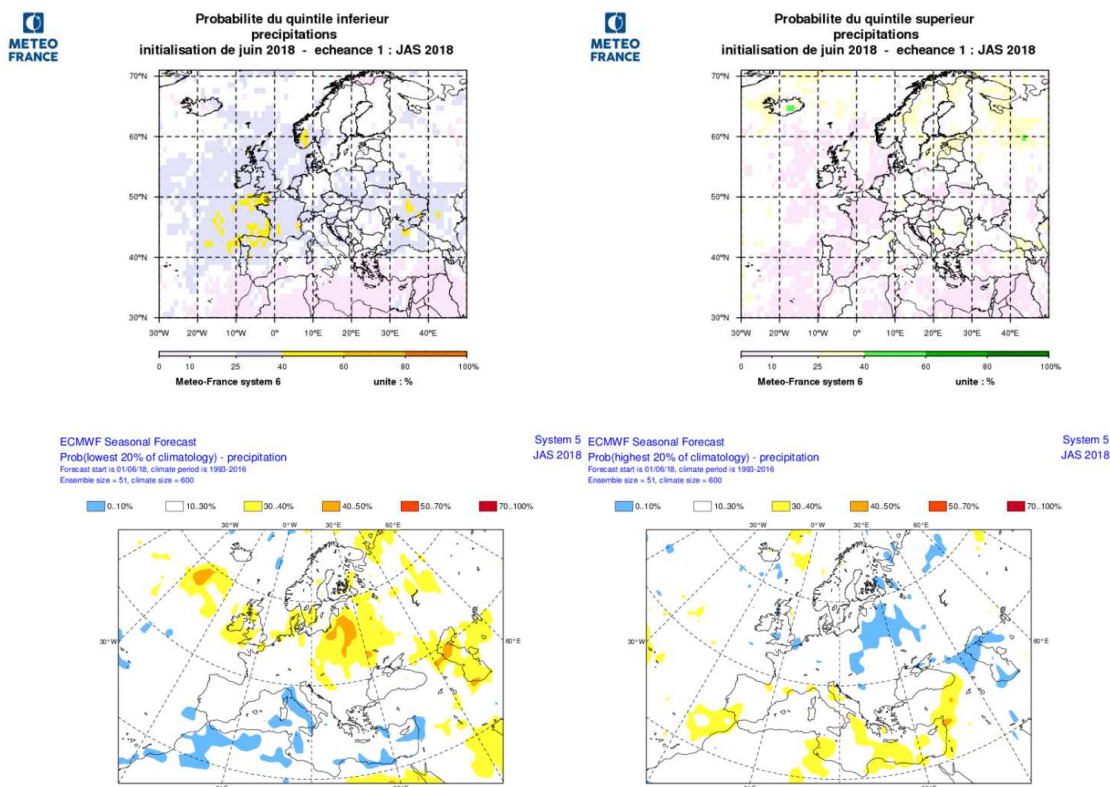 METEO
FRANCE
Probabilite du quintile inferieur
precipitations
initialisation de juin 2018 - echeance 1 : JAS 2018
70°N
60°N
50°N
40°N
30°N
30°W 20°W 10°W 0° 10°E 20°E 30°E 40°E
0 10 25 40 60 80 100%
Meteo-France system 6 unite : %
METEO
FRANCE
Probabilite du quintile superieur
precipitations
initialisation de juin 2018 - echeance 1 : JAS 2018
70°N
60°N
50°N
40°N
30°N
30°W 20°W 10°W 0° 10°E 20°E 30°E 40°E
0 10 25 40 60 80 100%
Meteo-France system 6 unite : %
ECMWF Seasonal Forecast System 5
Prob(lowest 20% of climatology) - precipitation JAS 2018
Forecast start is 01/06/18, climate period is 1993-2016
Ensemble size = 51, climate size = 600
0..10% 10..30% 30..40% 40..50% 50..70% 70..100%
30°W 0°W 30°E 60°E
30°W 60°E
ECMWF Seasonal Forecast System 5
Prob(highest 20% of climatology) - precipitation JAS 2018
Forecast start is 01/06/18, climate period is 1993-2016
Ensemble size = 51, climate size = 600
0..10% 10..30% 30..40% 40..50% 50..70% 70..100%
30°W 0°W 30°E 60°E
30°W 60°E